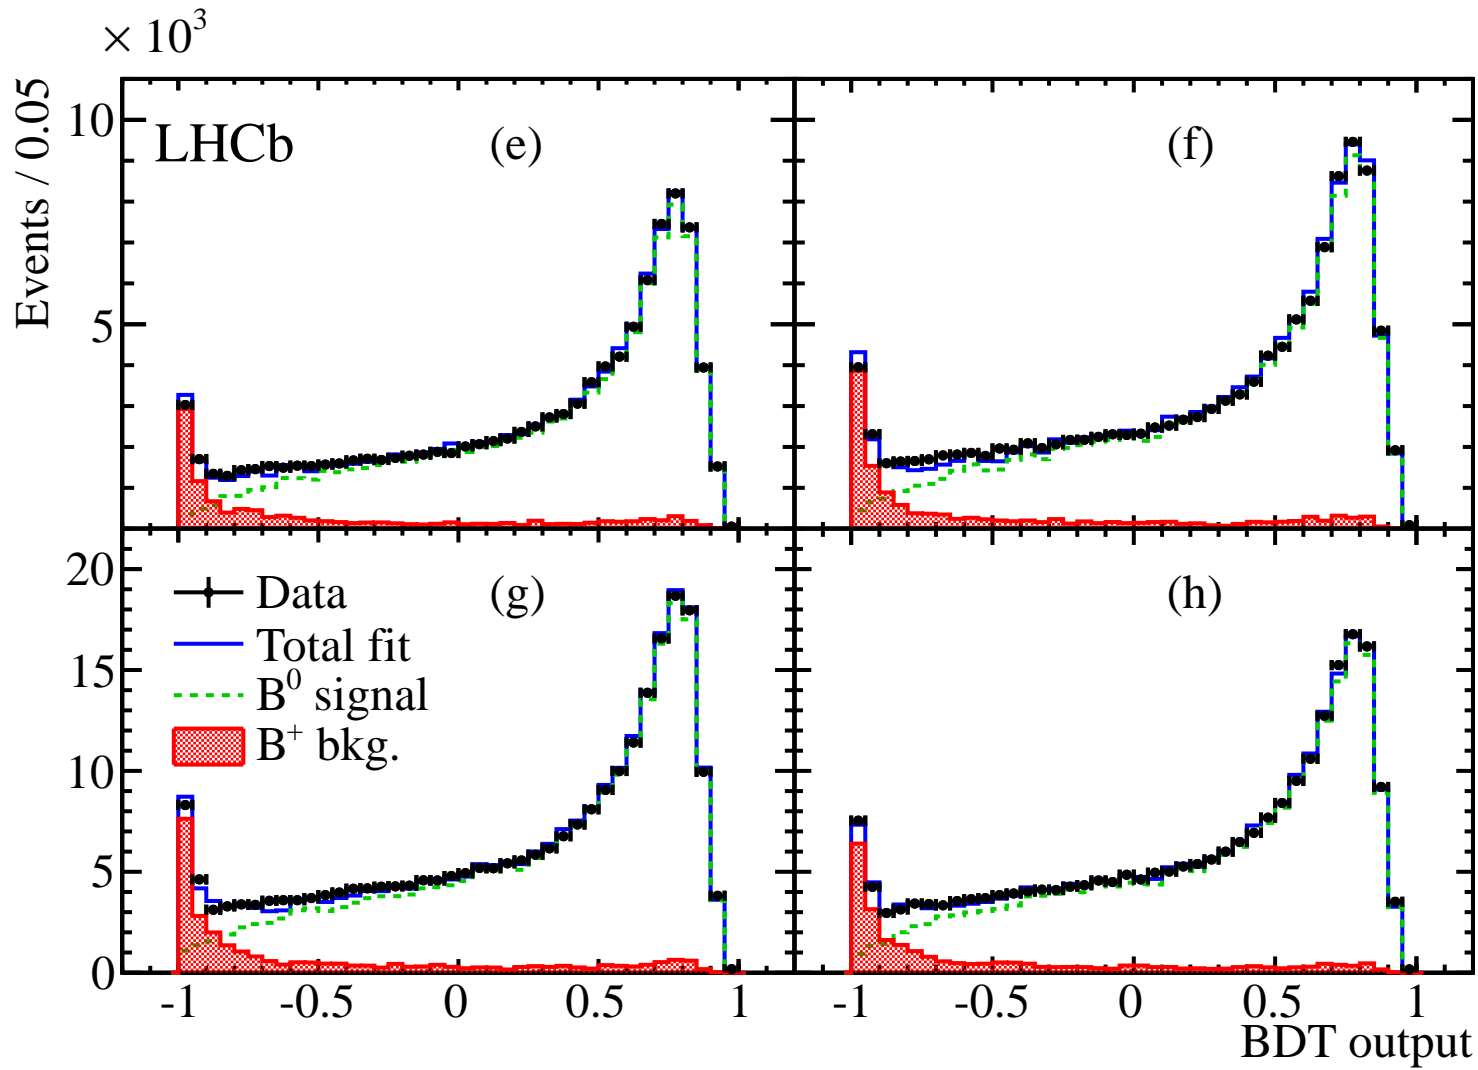 × 10³
Events / 0.05
10
5
LHCb
(e)
(f)
20
15
10
5
0
(g)
(h)
Data
Total fit
B⁰ signal
B⁺ bkg.
-1 -0.5 0 0.5 1
-1 -0.5 0 0.5 1
BDT output